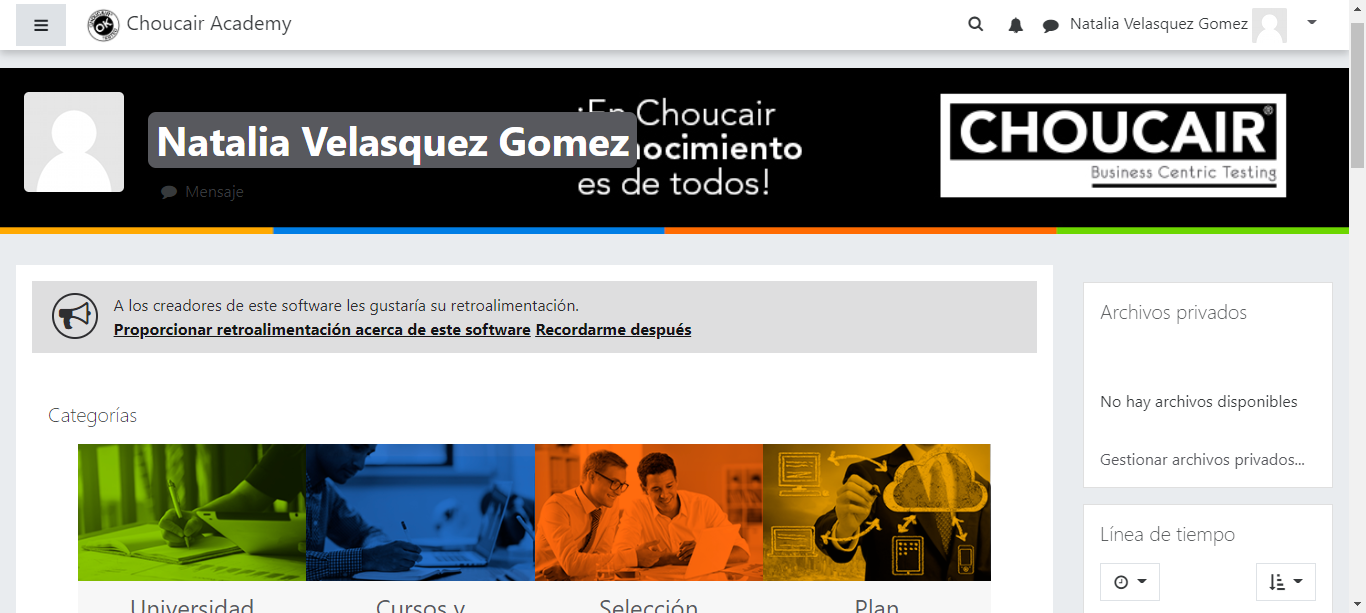 Choucair Academy
Natalia Velasquez Gomez
Natalia Velasquez Gomez
Mensaje
¡En Choucair
nocimiento
es de todos!
CHOUCAIR®
Business Centric Testing
A los creadores de este software les gustaría su retroalimentación.
Proporcionar retroalimentación acerca de este software Recordarme después
Categorías
Universidad
Cursos y
Selección
Plan
Archivos privados
No hay archivos disponibles
Gestionar archivos privados...
Línea de tiempo